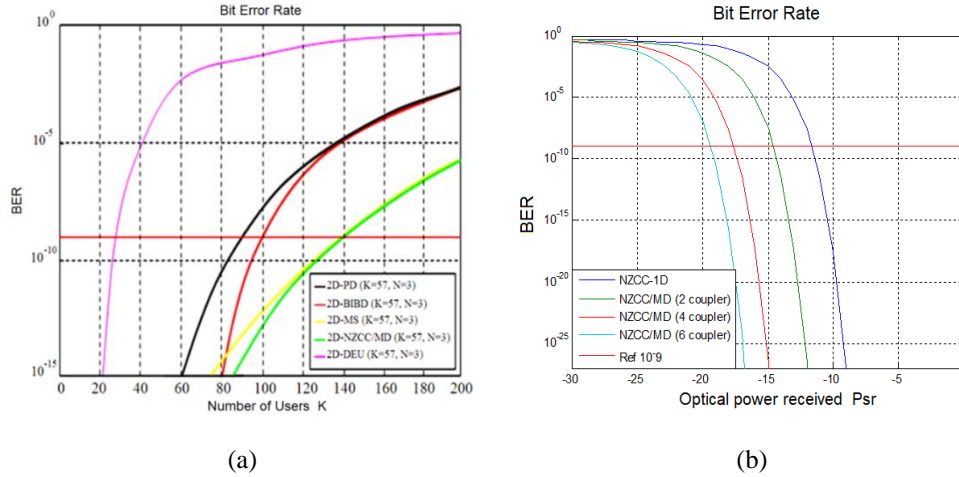 Bit Error Rate
10^0
10^-5
10^-10
10^-15
BER
0 20 40 60 80 100 120 140 160 180 200
Number of Users K
2D-PD (K=57, N=3)
2D-BIBD (K=57, N=3)
2D-MS (K=57, N=3)
2D-NZCC/MD (K=57, N=3)
2D-DEU (K=57, N=3)
(a)
Bit Error Rate
10^0
10^-5
10^-10
10^-15
10^-20
10^-25
BER
-30 -25 -20 -15 -10 -5
Optical power received Psr
NZCC-1D
NZCC/MD (2 coupler)
NZCC/MD (4 coupler)
NZCC/MD (6 coupler)
Ref 10^-9
(b)